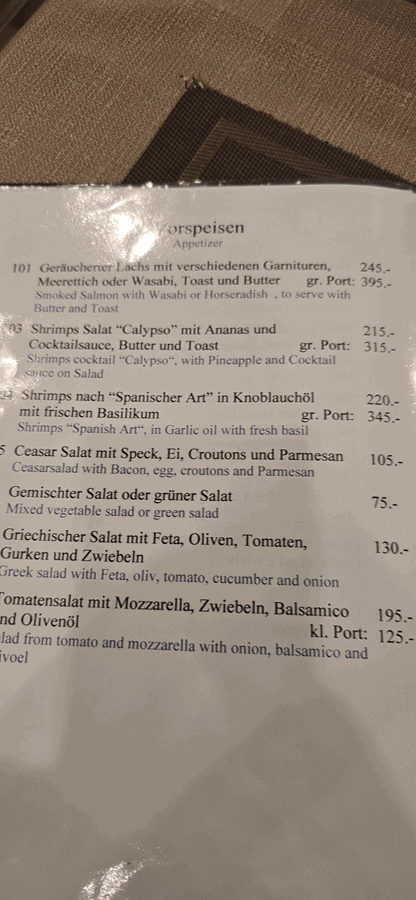 orspeisen
Appetizer
101 Geräucherter Lachs mit verschiedenen Garnituren, 245.-
Meerettich oder Wasabi, Toast und Butter gr. Port: 395.-
Smoked Salmon with Wasabi or Horseradish , to serve with
Butter and Toast
03 Shrimps Salat “Calypso” mit Ananas und 215.-
Cocktailsauce, Butter und Toast gr. Port: 315.-
Shrimps cocktail “Calypso“, with Pineapple and Cocktail
sauce on Salad
04 Shrimps nach “Spanischer Art” in Knoblauchöl 220.-
mit frischen Basilikum gr. Port: 345.-
Shrimps “Spanish Art“, in Garlic oil with fresh basil
5 Ceasar Salat mit Speck, Ei, Croutons und Parmesan 105.-
Ceasarsalad with Bacon, egg, croutons and Parmesan
Gemischter Salat oder grüner Salat 75.-
Mixed vegetable salad or green salad
Griechischer Salat mit Feta, Oliven, Tomaten, 130.-
Gurken und Zwiebeln
Greek salad with Feta, oliv, tomato, cucumber and onion
Tomatensalat mit Mozzarella, Zwiebeln, Balsamico 195.-
nd Olivenöl kl. Port: 125.-
lad from tomato and mozzarella with onion, balsamico and
ivoel